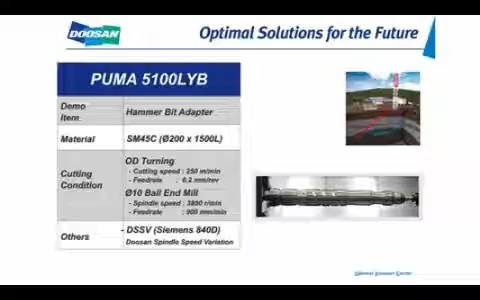 DOOSAN
Optimal Solutions for the Future
PUMA 5100LYB
Demo
Item
Hammer Bit Adapter
Material
SM45C (Ø200 x 1500L)
Cutting
Condition
OD Turning
- Cutting speed : 250 m/min
- Feedrate : 0.2 mm/rev
Ø10 Ball End Mill
- Spindle speed : 3800 r/min
- Feedrate : 900 mm/min
Others
- DSSV (Siemens 840D)
Doosan Spindle Speed Variation